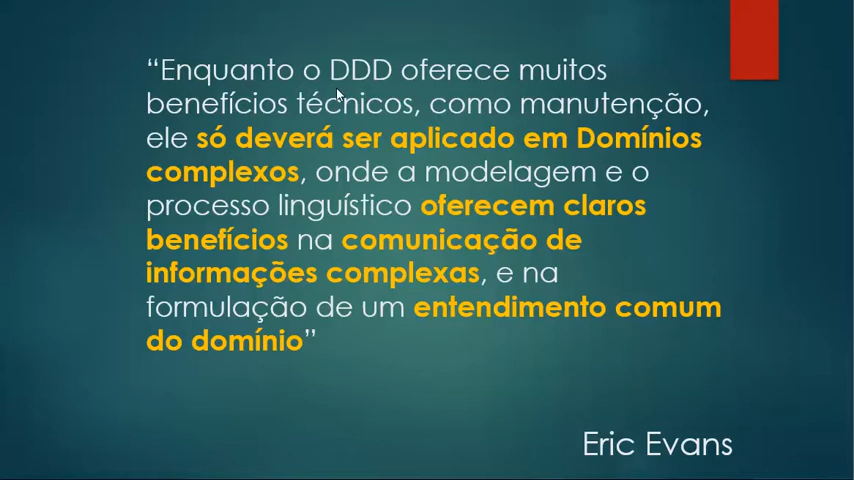 “Enquanto o DDD oferece muitos
benefícios técnicos, como manutenção,
ele só deverá ser aplicado em Domínios
complexos, onde a modelagem e o
processo linguístico oferecem claros
benefícios na comunicação de
informações complexas, e na
formulação de um entendimento comum
do domínio”
Eric Evans